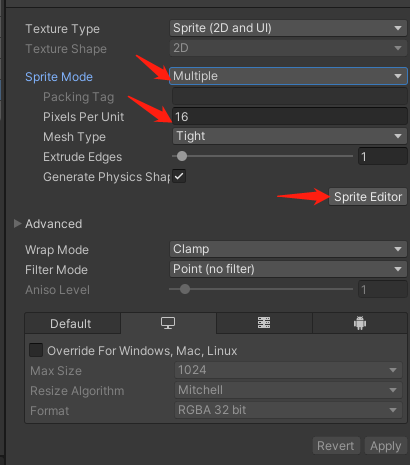 Texture Type Sprite (2D and UI)
Texture Shape 2D
Sprite Mode Multiple
Packing Tag
Pixels Per Unit 16
Mesh Type Tight
Extrude Edges 1
Generate Physics Shap
Sprite Editor
Advanced
Wrap Mode Clamp
Filter Mode Point (no filter)
Aniso Level 1
Default
Override For Windows, Mac, Linux
Max Size 1024
Resize Algorithm Mitchell
Format RGBA 32 bit
Revert Apply